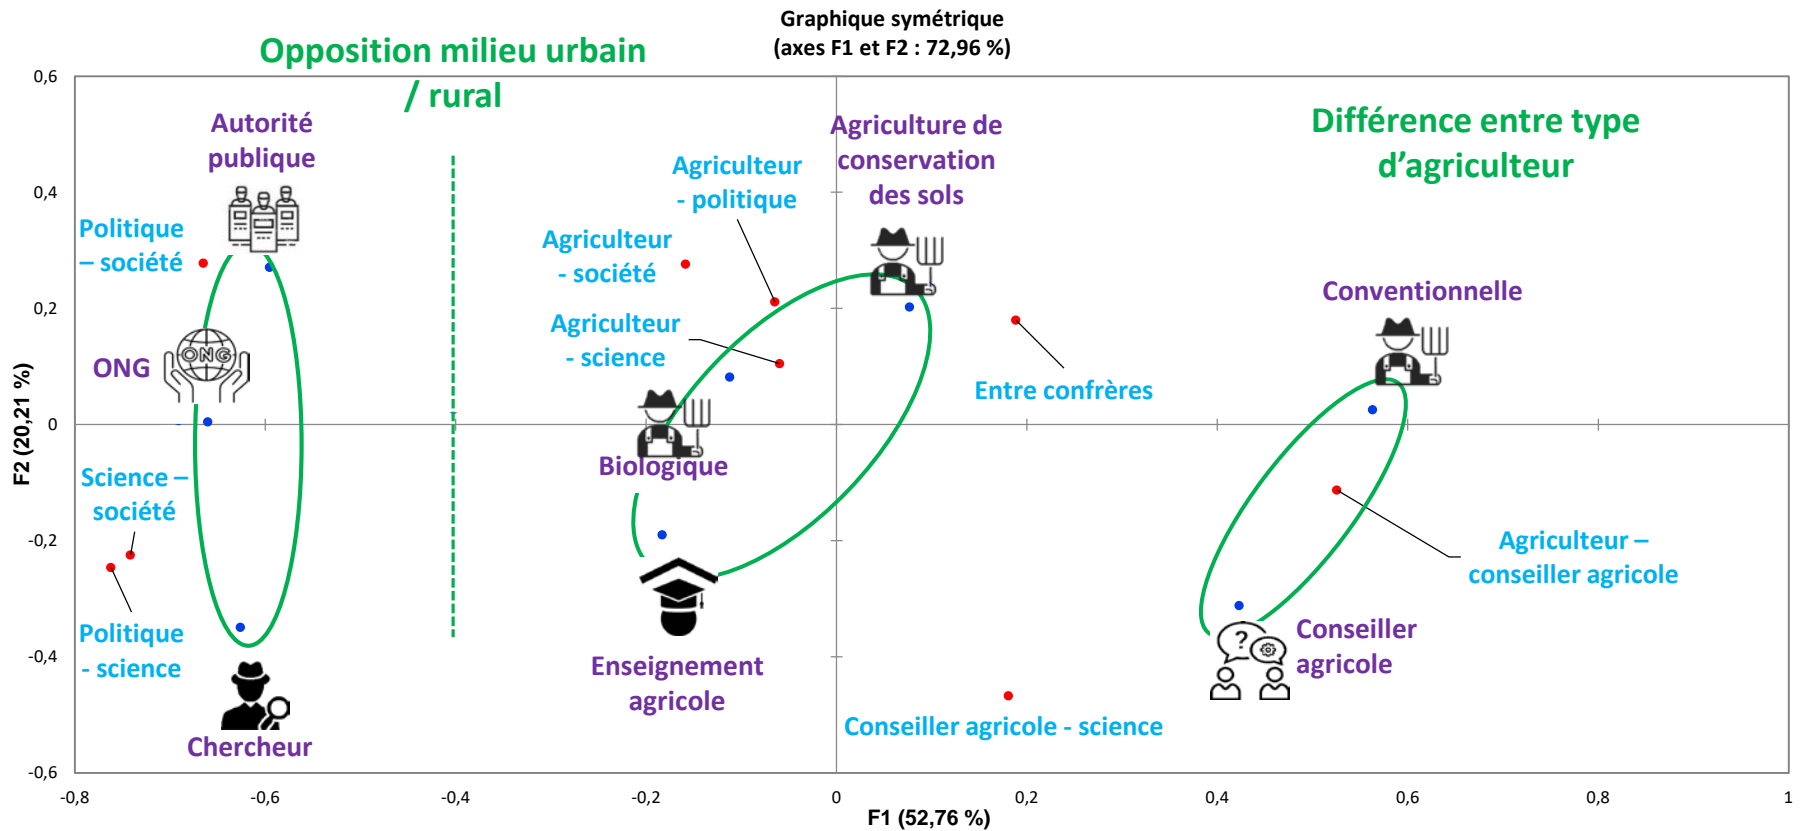 Graphique symétrique
(axes F1 et F2 : 72,96 %)
Opposition milieu urbain
/ rural
Différence entre type
d'agriculteur
Autorité
publique
Agriculture de
conservation
des sols
Agriculteur
- politique
Politique
– société
Agriculteur
- société
Conventionnelle
Agriculteur
- science
ONG
ONG
Entre confrères
Biologique
Science –
société
Agriculteur –
conseiller agricole
Politique
- science
Enseignement
agricole
?
Conseiller
agricole
Conseiller agricole - science
Chercheur
0,6
0,4
0,2
0
-0,2
-0,4
-0,6
F2 (20,21 %)
-0,8
-0,6
-0,4
-0,2
0
0,2
0,4
0,6
0,8
1
F1 (52,76 %)